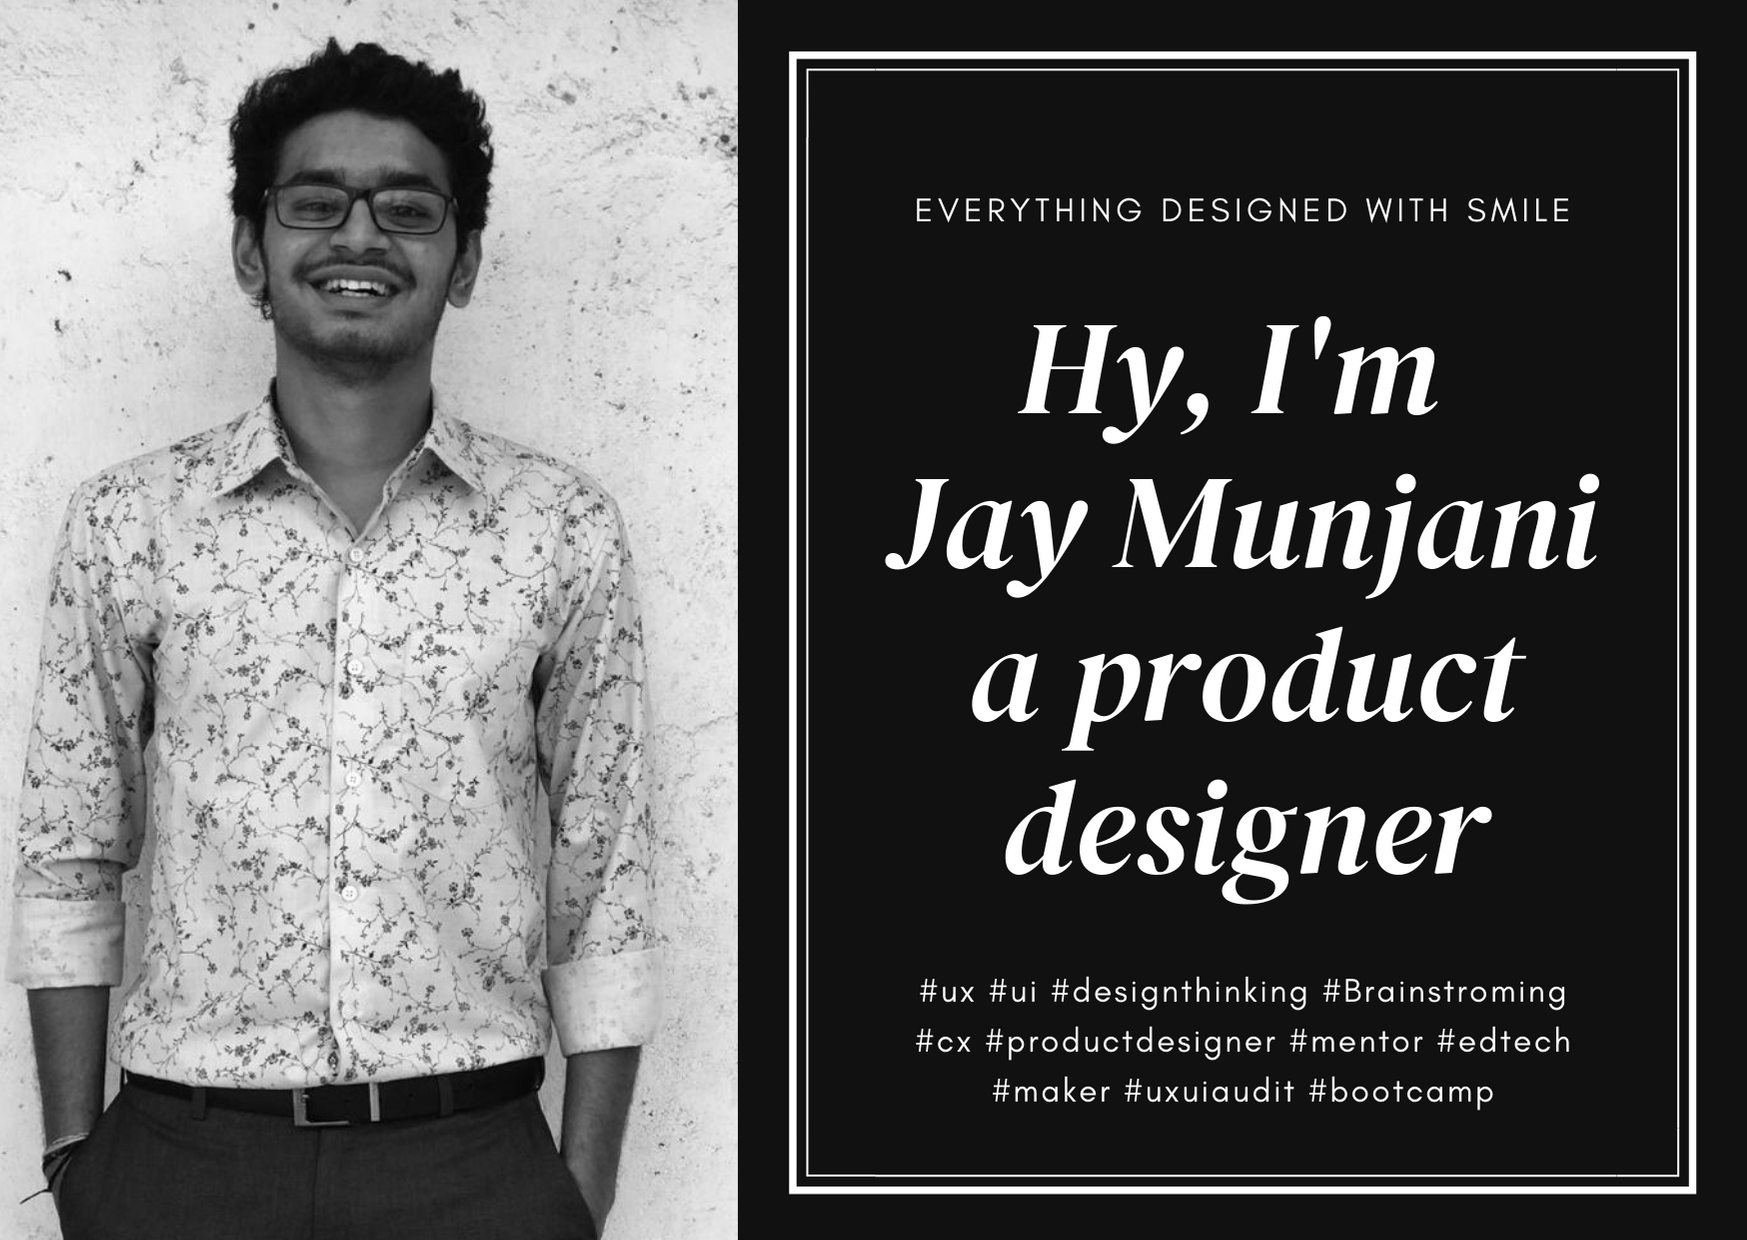 EVERYTHING DESIGNED WITH SMILE
Hy, I'm
Jay Munjani
a product
designer
#ux #ui #designthinking #Brainstroming
#cx #productdesigner #mentor #edtech
#maker #uxuiaudit #bootcamp